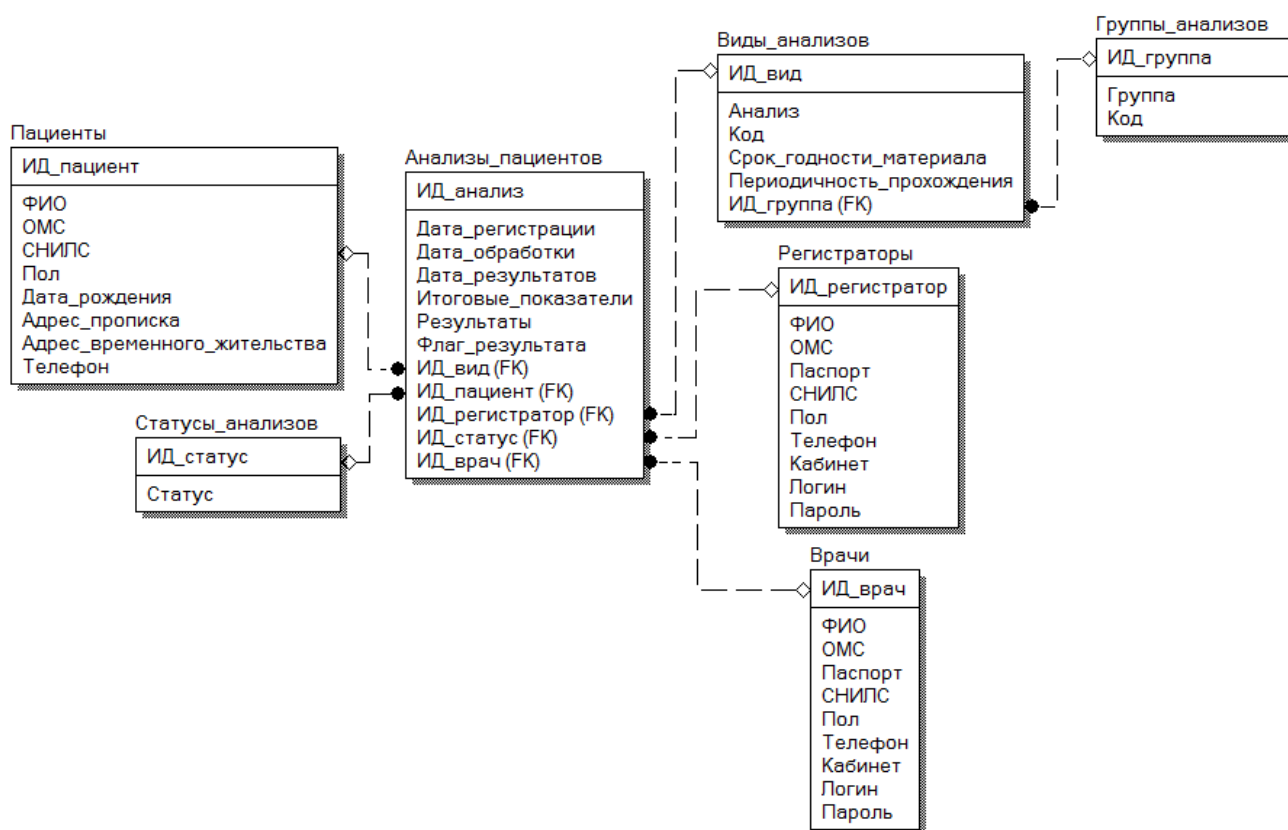 Группы_анализов
ИД_группа
Группа
Код
Виды_анализов
ИД_вид
Анализ
Код
Срок_годности_материала
Периодичность_прохождения
ИД_группа (FK)
Пациенты
ИД_пациент
ФИО
ОМС
СНИЛС
Пол
Дата_рождения
Адрес_прописка
Адрес_временного_жительства
Телефон
Анализы_пациентов
ИД_анализ
Дата_регистрации
Дата_обработки
Дата_результатов
Итоговые_показатели
Результаты
Флаг_результата
ИД_вид (FK)
ИД_пациент (FK)
ИД_регистратор (FK)
ИД_статус (FK)
ИД_врач (FK)
Регистраторы
ИД_регистратор
ФИО
ОМС
Паспорт
СНИЛС
Пол
Телефон
Кабинет
Логин
Пароль
Статусы_анализов
ИД_статус
Статус
Врачи
ИД_врач
ФИО
ОМС
Паспорт
СНИЛС
Пол
Телефон
Кабинет
Логин
Пароль